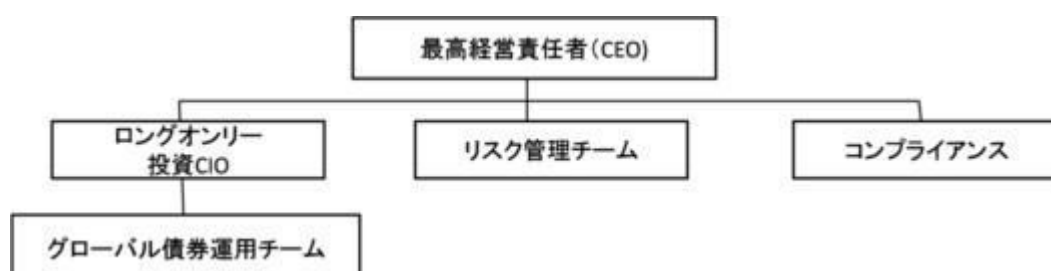 最高経営責任者(CEO)
ロングオンリー
投資CIO
リスク管理チーム
コンプライアンス
グローバル債券運用チーム